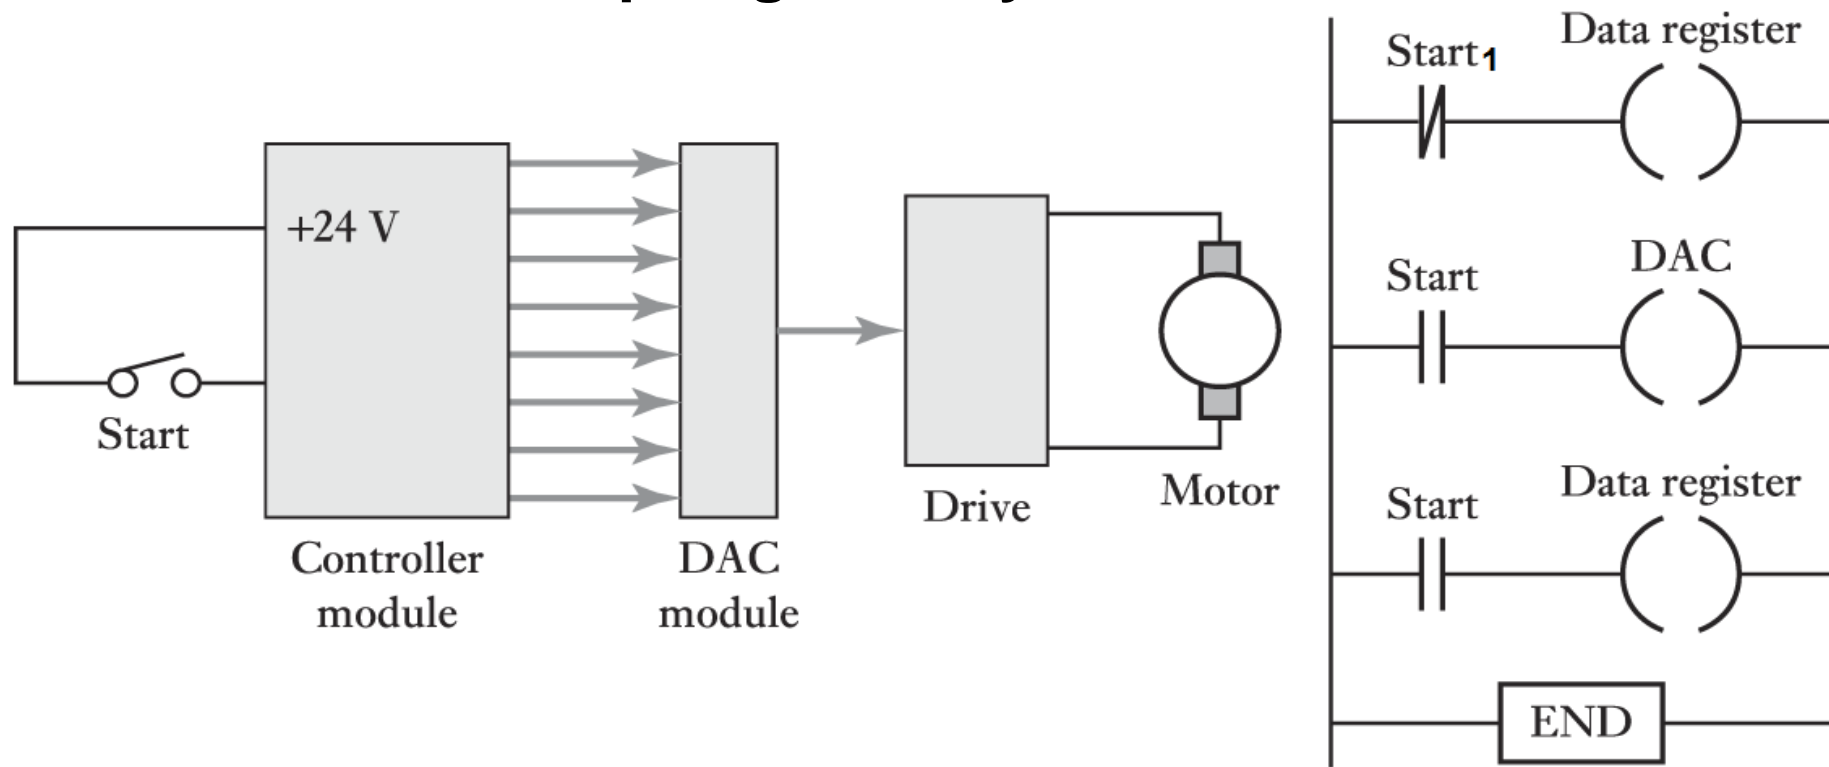 +24 V
Start
Controller
module
DAC
module
Drive
Motor
Start1
Data register
Start
DAC
Start
Data register
END